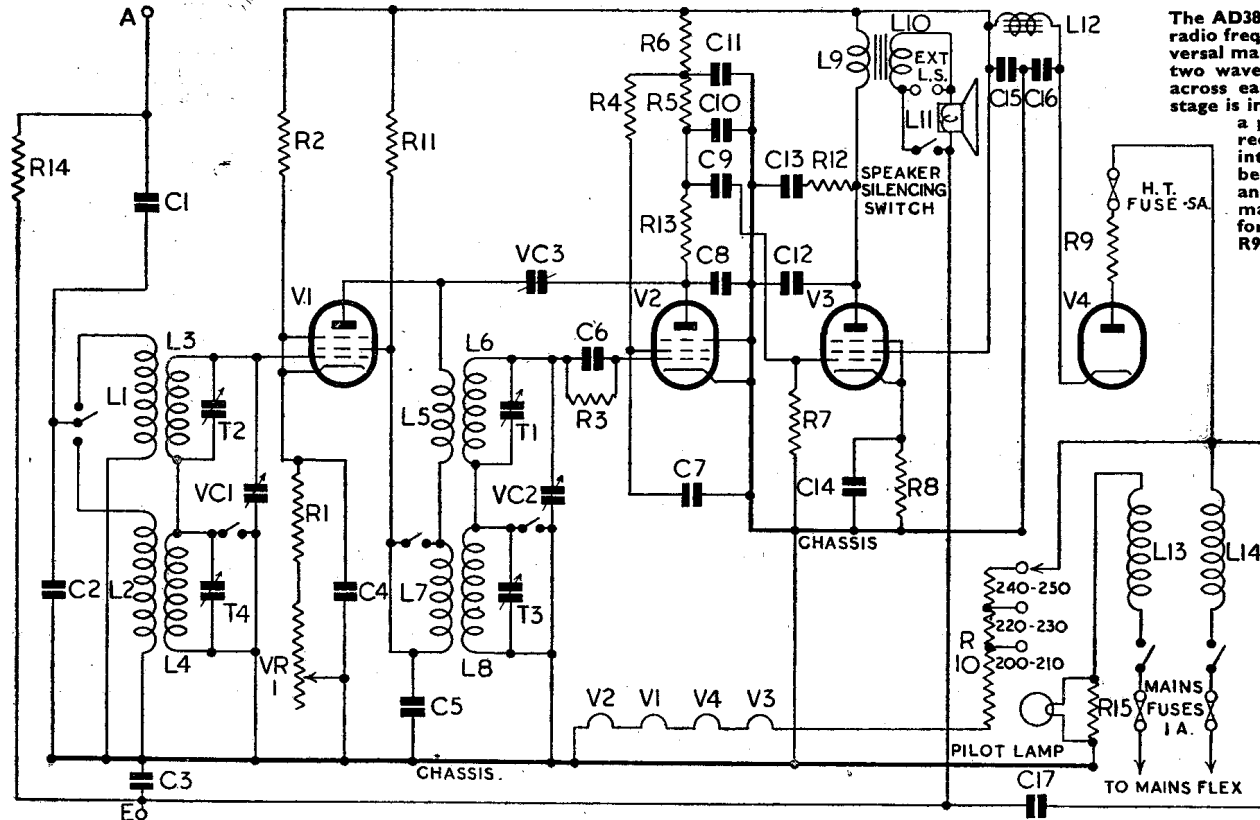 A
R14
C1
R2
R11
R6
C11
R4
R5
C10
L9
L10
EXT
L.S.
L11
C15
C16
L12
The AD38
radio freq
versal ma
two wave
across ea
stage is in
a p
re
int
be
an
ma
for
R9
C9
C13
R12
SPEAKER
SILENCING
SWITCH
H.T.
FUSE ·5A.
R13
VC3
C8
C12
R9
V1
V2
V3
V4
L3
L6
C6
L1
T2
L5
T1
R3
R7
VC1
R1
VC2
C7
C14
R8
CHASSIS
L13
L14
C2
L2
T4
C4
L7
T3
240-250
220-230
200-210
R
10
L4
VR
1
L8
C5
V2
V1
V4
V3
R15
MAINS
FUSES
1A.
PILOT LAMP
C3
CHASSIS.
C17
TO MAINS FLEX
E